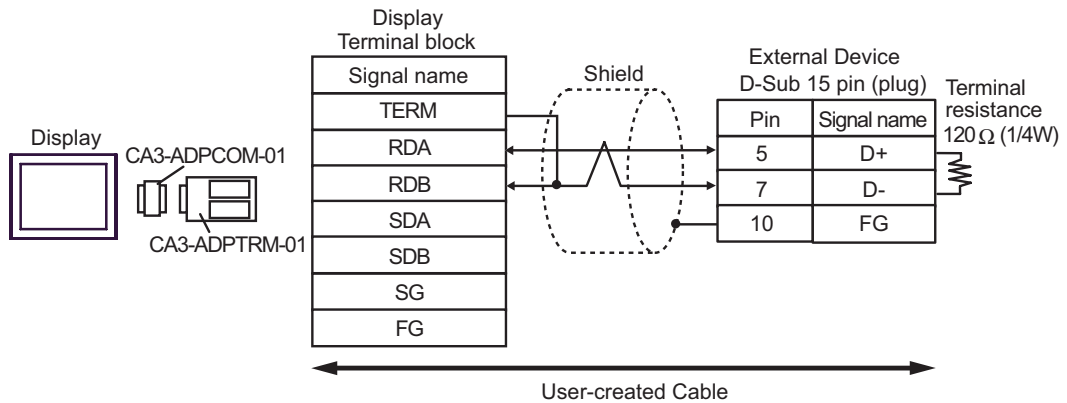 Display
CA3-ADPCOM-01
CA3-ADPTRM-01
Display
Terminal block
Signal name
TERM
RDA
RDB
SDA
SDB
SG
FG
Shield
External Device
D-Sub 15 pin (plug)
Pin Signal name
5 D+
7 D-
10 FG
Terminal
resistance
120Ω (1/4W)
User-created Cable